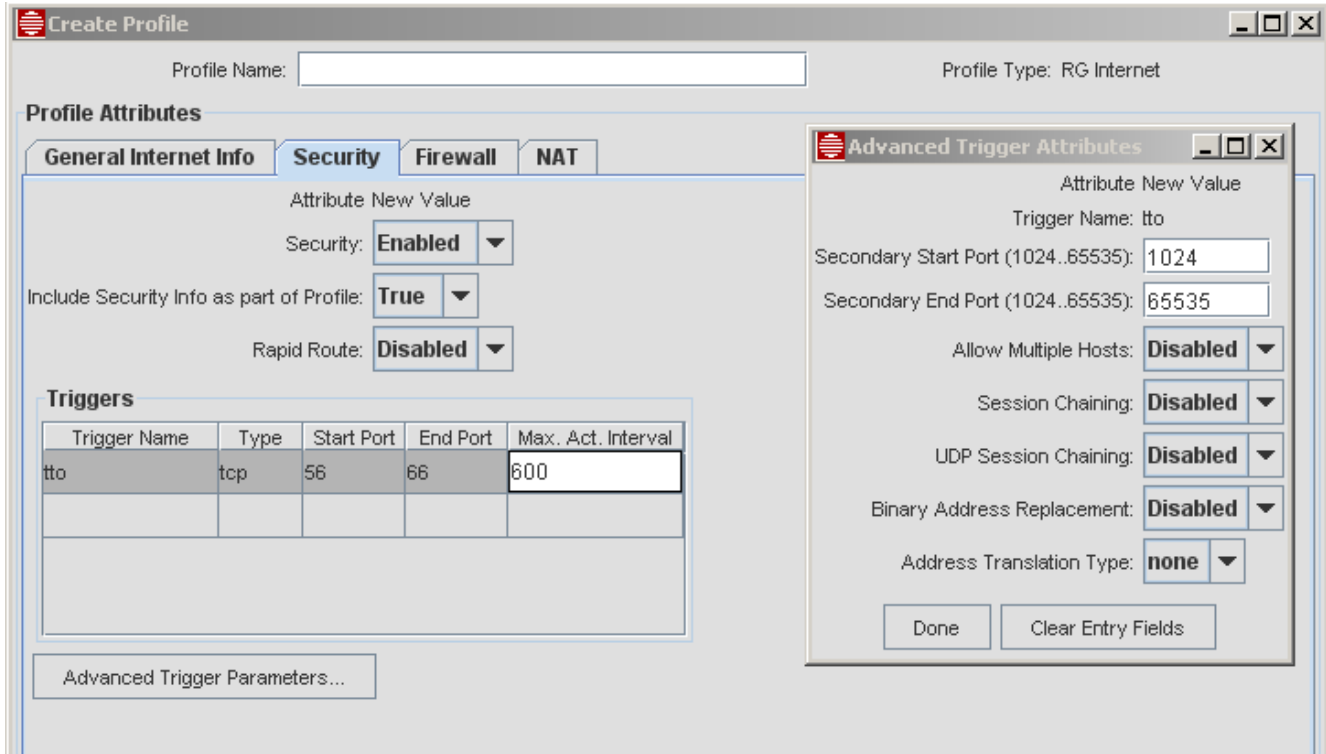 Create Profile
Profile Name:
Profile Type: RG Internet
Profile Attributes
General Internet Info Security Firewall NAT
Attribute New Value
Security: Enabled
Include Security Info as part of Profile: True
Rapid Route: Disabled
Triggers
Trigger Name Type Start Port End Port Max. Act. Interval
tto tcp 56 66 600
Advanced Trigger Parameters...
Advanced Trigger Attributes
Attribute New Value
Trigger Name: tto
Secondary Start Port (1024..65535): 1024
Secondary End Port (1024..65535): 65535
Allow Multiple Hosts: Disabled
Session Chaining: Disabled
UDP Session Chaining: Disabled
Binary Address Replacement: Disabled
Address Translation Type: none
Done Clear Entry Fields